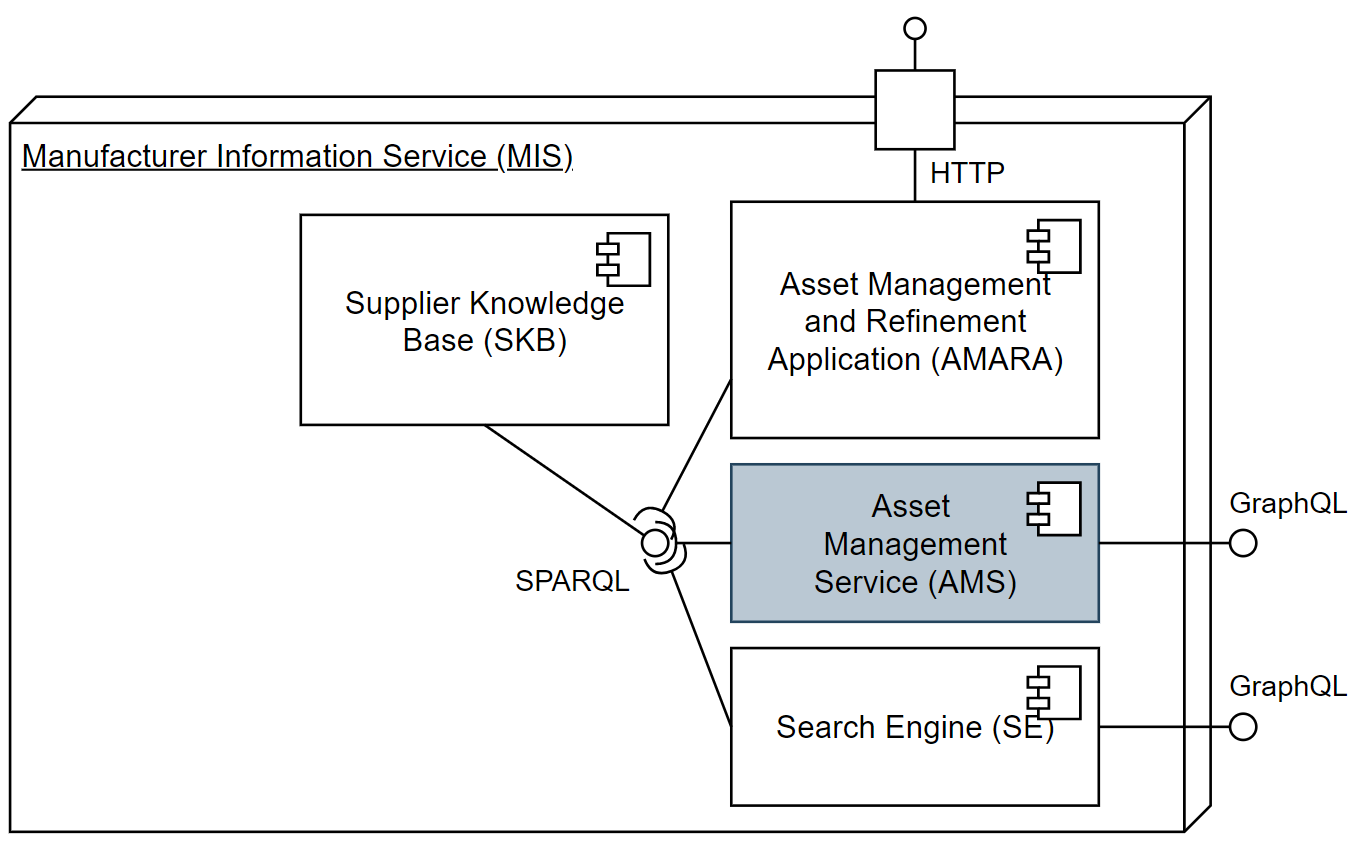 Manufacturer Information Service (MIS)
HTTP
Supplier Knowledge
Base (SKB)
Asset Management
and Refinement
Application (AMARA)
SPARQL
Asset
Management
Service (AMS)
GraphQL
Search Engine (SE)
GraphQL